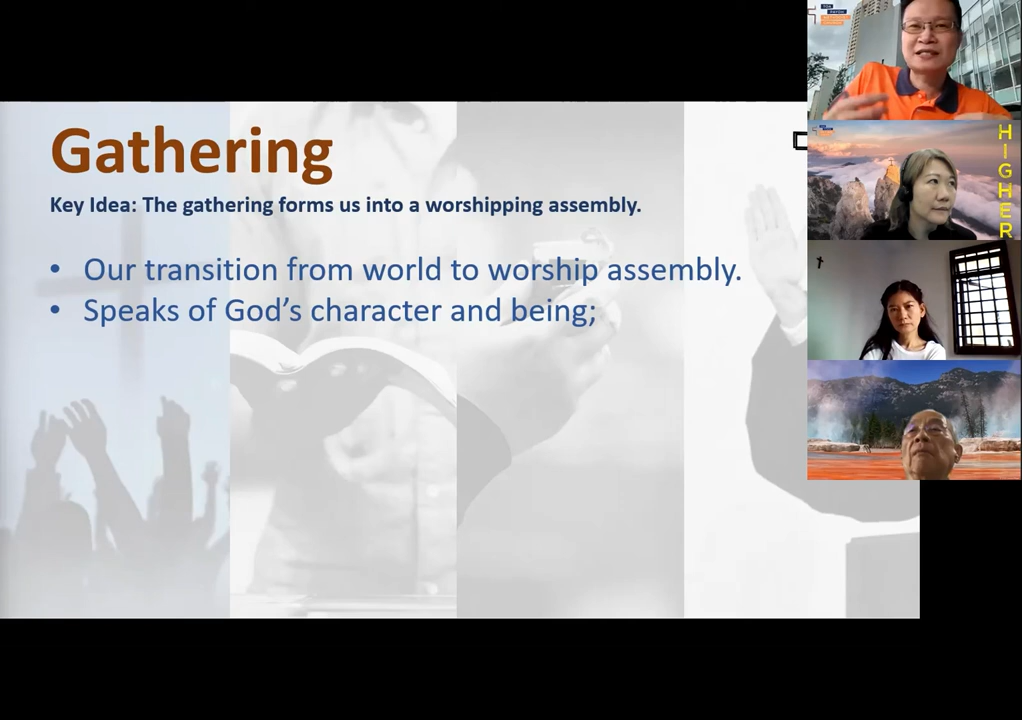 Gathering
Key Idea: The gathering forms us into a worshipping assembly.
• Our transition from world to worship assembly.
• Speaks of God's character and being;
HIGHER